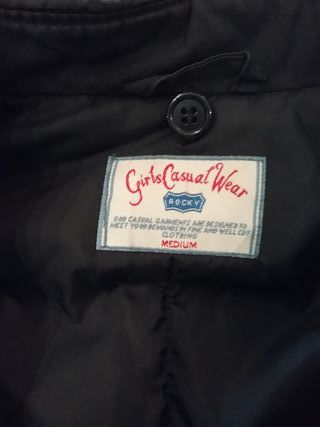 Girls Casual Wear
ROCKY
OUR CASUAL GARMENTS ARE DESIGNED TO
MEET YOUR DEMANDS IN FINE AND WELL CUT
CLOTHING
MEDIUM